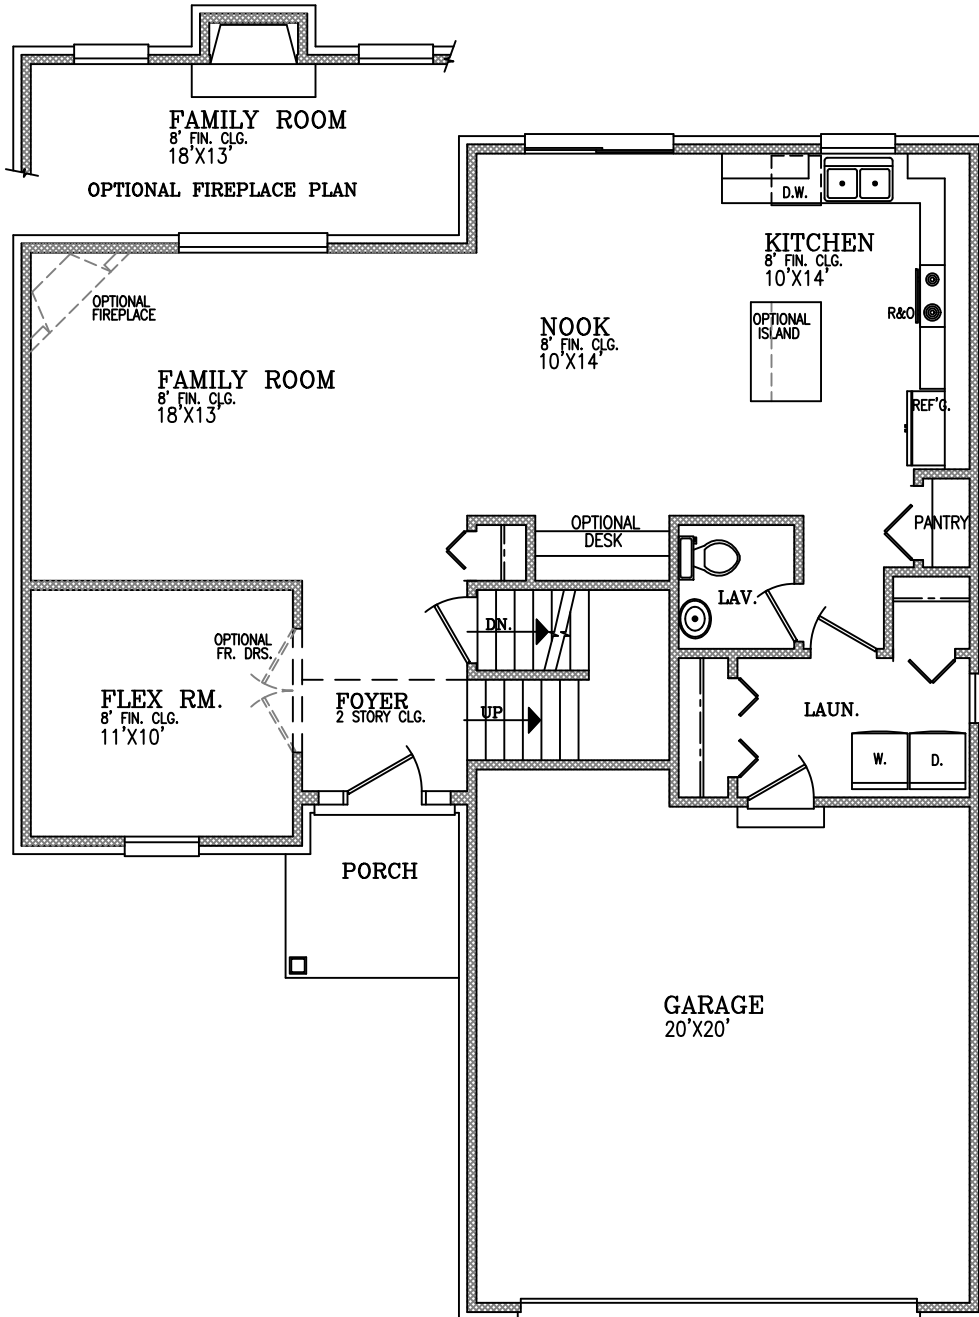 FAMILY ROOM
8' FIN. CLG.
18'X13'
OPTIONAL FIREPLACE PLAN
D.W.
KITCHEN
8' FIN. CLG.
10'X14'
OPTIONAL
FIREPLACE
R&O
OPTIONAL
ISLAND
NOOK
8' FIN. CLG.
10'X14'
FAMILY ROOM
8' FIN. CLG.
18'X13'
REF'G.
PANTRY
OPTIONAL
DESK
LAV.
DN.
OPTIONAL
FR. DRS.
FLEX RM.
8' FIN. CLG.
11'X10'
FOYER
2 STORY CLG.
UP
LAUN.
W.
D.
PORCH
GARAGE
20'X20'